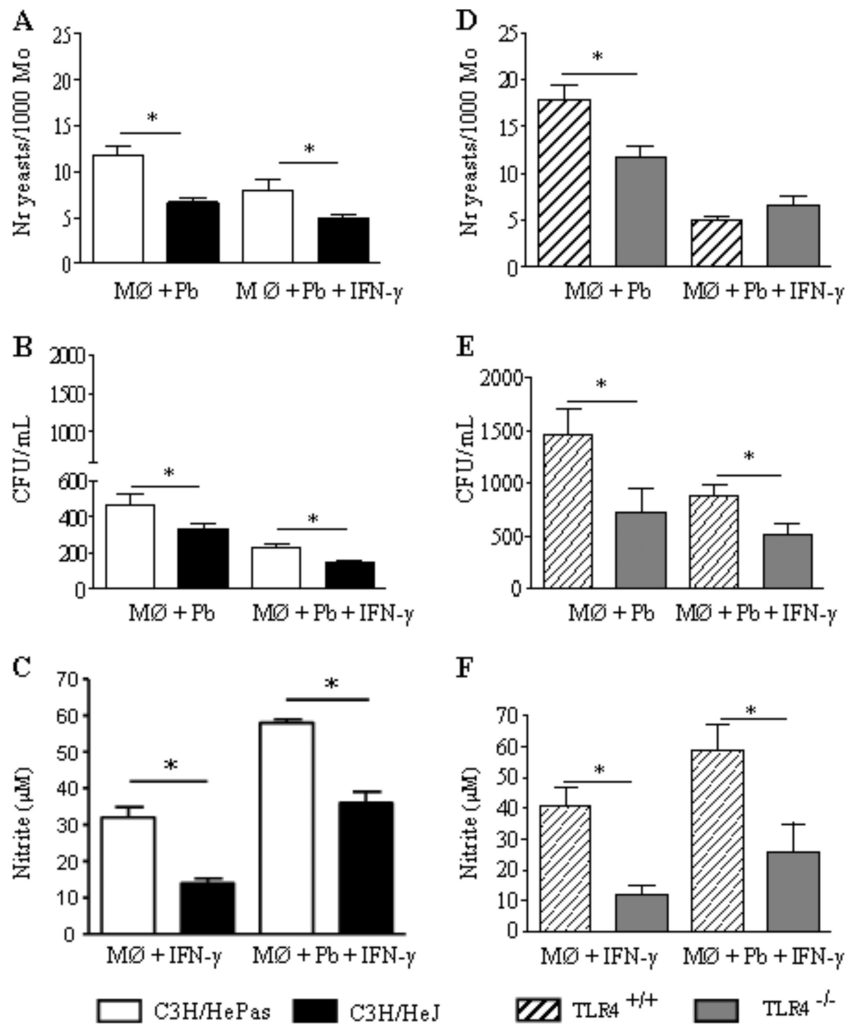 A
Nr yeasts/1000 Mo
25
20
15
10
5
0
*
*
MØ +Pb
M Ø +Pb +IFN-γ
B
CFU/mL
2000
1500
1000
600
400
200
0
*
*
MØ + Pb
MØ + Pb + IFN-γ
C
Nitrite (μM)
70
60
50
40
30
20
10
0
*
*
MØ + IFN-γ
MØ + Pb + IFN-γ
C3H/HePas
C3H/HeJ
D
Nr yeasts/1000 Mo
25
20
15
10
5
0
*
MØ + Pb
MØ + Pb + IFN-γ
E
CFU/mL
2000
1500
1000
500
0
*
*
MØ + Pb
MØ + Pb + IFN-γ
F
Nitrite (μM)
70
60
50
40
30
20
10
0
*
*
MØ + IFN-γ
MØ + Pb + IFN-γ
TLR4 +/+
TLR4 -/-